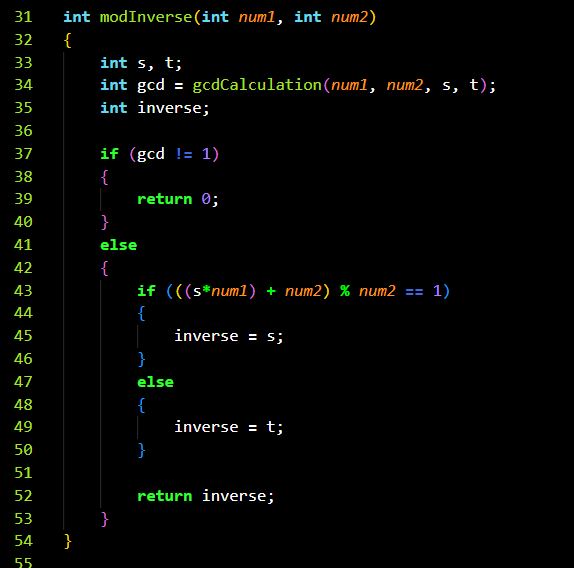 31 int modInverse(int num1, int num2)
32 {
33     int s, t;
34     int gcd = gcdCalculation(num1, num2, s, t);
35     int inverse;
36
37     if (gcd != 1)
38     {
39         return 0;
40     }
41     else
42     {
43         if (((s*num1) + num2) % num2 == 1)
44         {
45             inverse = s;
46         }
47         else
48         {
49             inverse = t;
50         }
51
52         return inverse;
53     }
54 }
55